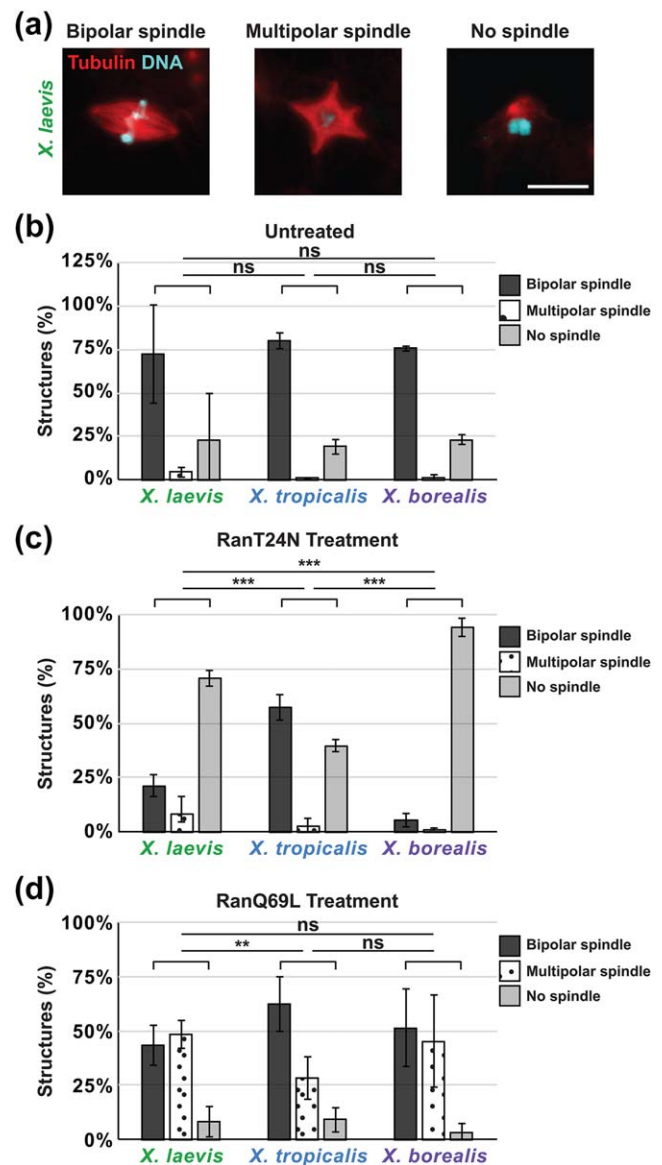 (a)
Bipolar spindle Multipolar spindle No spindle
X. laevis
Tubulin DNA
(b)
Untreated
ns
ns ns
125%
100%
75%
50%
25%
0%
Structures (%)
Bipolar spindle
Multipolar spindle
No spindle
X. laevis X. tropicalis X. borealis
(c)
RanT24N Treatment
***
*** ***
100%
75%
50%
25%
0%
Structures (%)
Bipolar spindle
Multipolar spindle
No spindle
X. laevis X. tropicalis X. borealis
(d)
RanQ69L Treatment
ns
** ns
100%
75%
50%
25%
0%
Structures (%)
Bipolar spindle
Multipolar spindle
No spindle
X. laevis X. tropicalis X. borealis